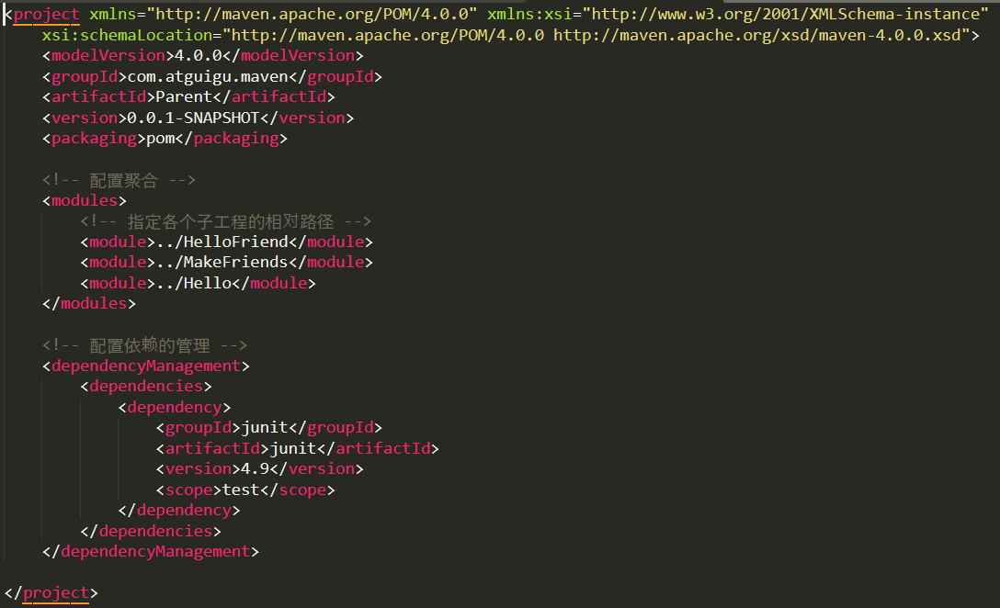 <project xmlns="http://maven.apache.org/POM/4.0.0" xmlns:xsi="http://www.w3.org/2001/XMLSchema-instance"
    xsi:schemaLocation="http://maven.apache.org/POM/4.0.0 http://maven.apache.org/xsd/maven-4.0.0.xsd">
    <modelVersion>4.0.0</modelVersion>
    <groupId>com.atguigu.maven</groupId>
    <artifactId>Parent</artifactId>
    <version>0.0.1-SNAPSHOT</version>
    <packaging>pom</packaging>

    <!-- 配置聚合 -->
    <modules>
        <!-- 指定各个子工程的相对路径 -->
        <module>../HelloFriend</module>
        <module>../MakeFriends</module>
        <module>../Hello</module>
    </modules>

    <!-- 配置依赖的管理 -->
    <dependencyManagement>
        <dependencies>
            <dependency>
                <groupId>junit</groupId>
                <artifactId>junit</artifactId>
                <version>4.9</version>
                <scope>test</scope>
            </dependency>
        </dependencies>
    </dependencyManagement>

</project>